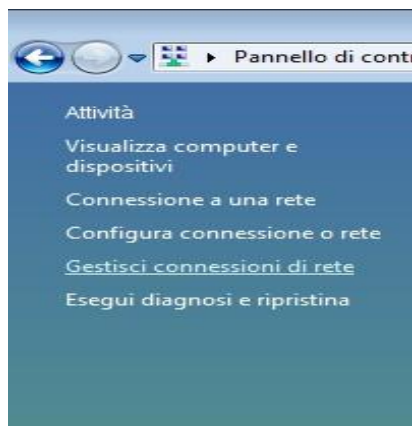 Pannello di cont
Attività
Visualizza computer e
dispositivi
Connessione a una rete
Configura connessione o rete
Gestisci connessioni di rete
Esegui diagnosi e ripristina